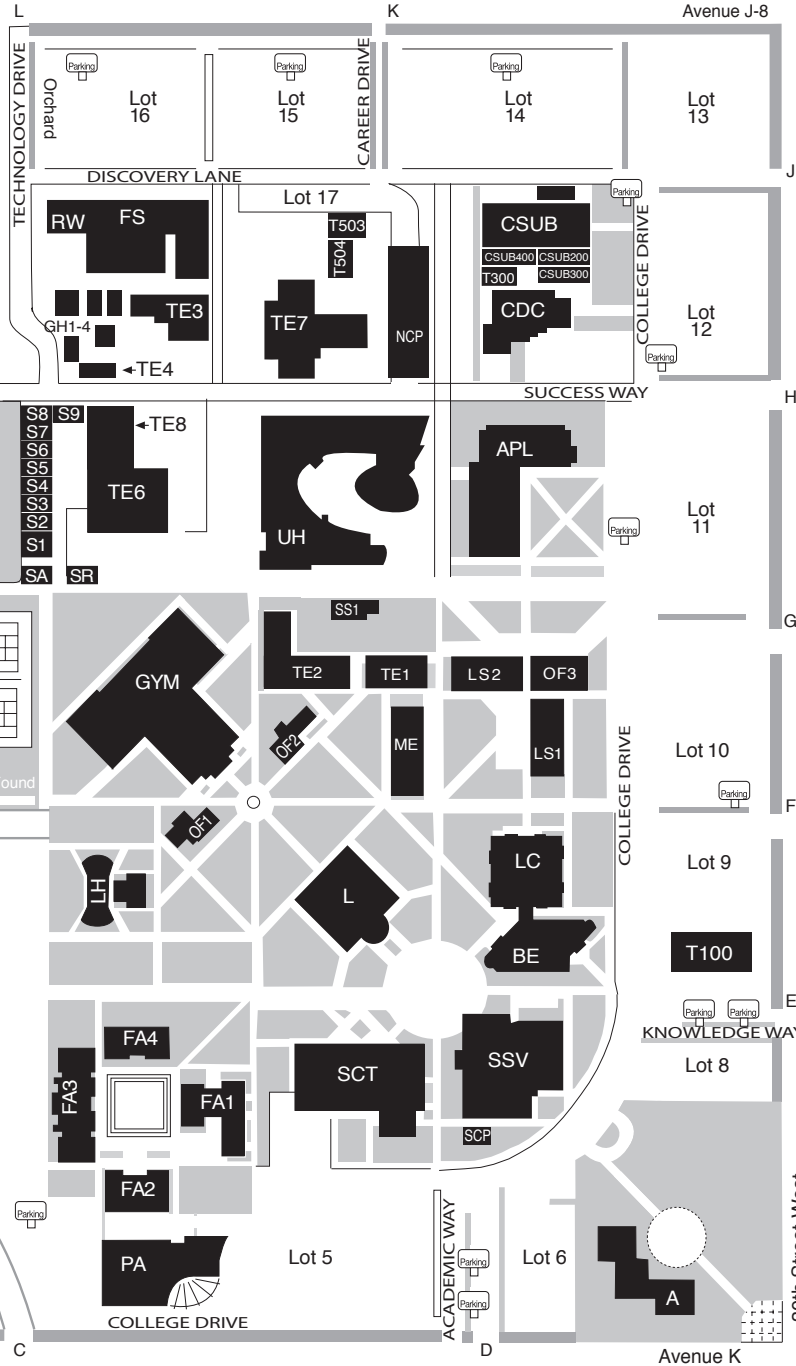 L
K
Avenue J-8
TECHNOLOGY DRIVE
Orchard
Parking
Lot
16
Parking
Lot
15
CAREER DRIVE
Parking
Lot
14
Lot
13
J
DISCOVERY LANE
Lot 17
Parking
RW
FS
T503
T504
CSUB
CSUB400
CSUB200
T300
CSUB300
COLLEGE DRIVE
Lot
12
GH1-4
TE3
TE7
NCP
CDC
TE4
Parking
SUCCESS WAY
H
S8
S9
S7
S6
S5
S4
S3
S2
S1
SA
SR
TE8
TE6
UH
APL
Parking
Lot
11
G
SS1
GYM
TE2
TE1
LS2
OF3
OF2
ME
LS1
COLLEGE DRIVE
Lot 10
Parking
F
ound
OF1
LH
L
LC
BE
Lot 9
T100
E
Parking
Parking
KNOWLEDGE WAY
Lot 8
FA4
FA3
FA1
SCT
SSV
SCP
FA2
Parking
PA
Lot 5
ACADEMIC WAY
Parking
Parking
Lot 6
A
Street West
COLLEGE DRIVE
C
D
Avenue K